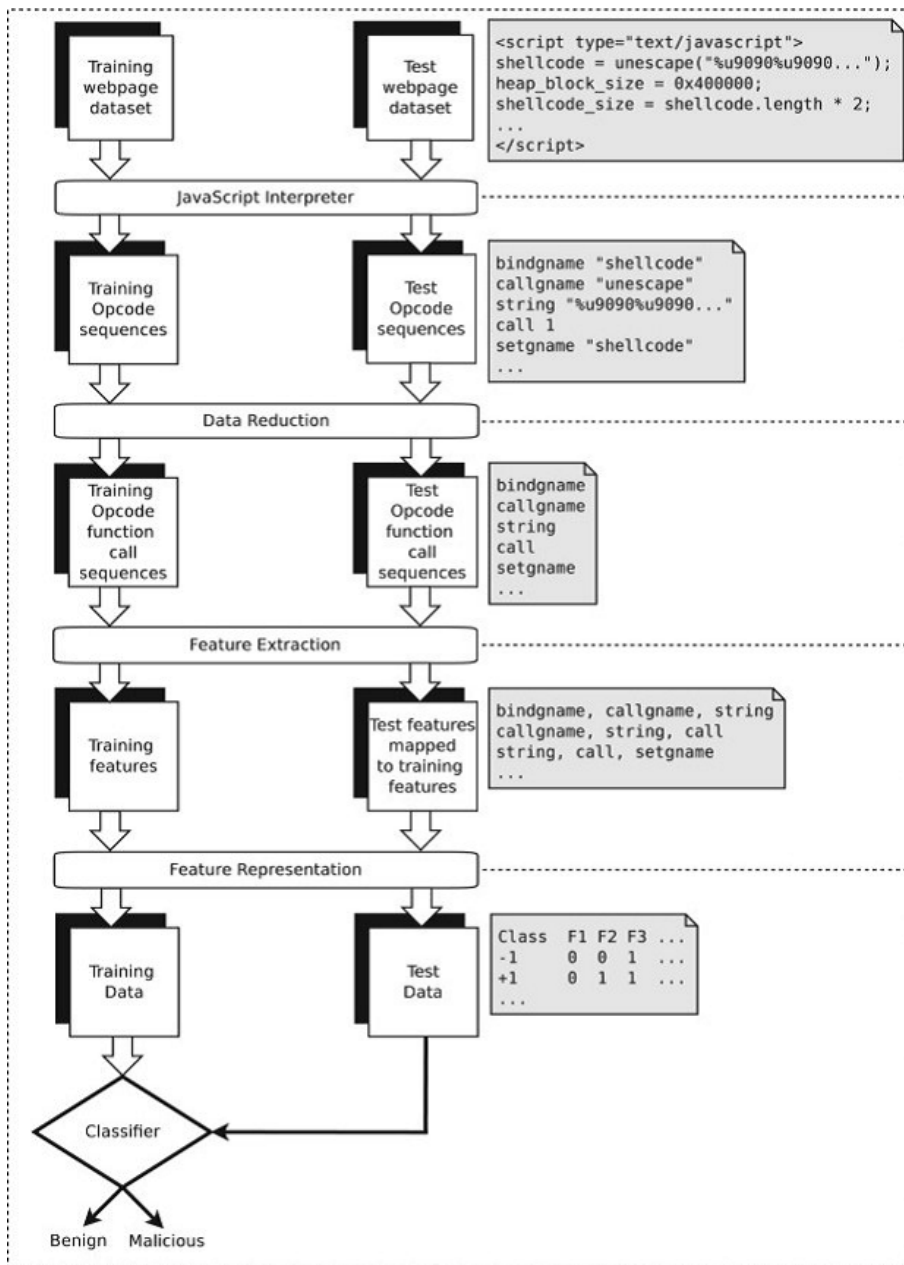 Training
webpage
dataset
Test
webpage
dataset
<script type="text/javascript">
shellcode = unescape("%u9090%u9090...");
heap_block_size = 0x400000;
shellcode_size = shellcode.length * 2;
...
</script>
JavaScript Interpreter
Training
Opcode
sequences
Test
Opcode
sequences
bindgname "shellcode"
callgname "unescape"
string "%u9090%u9090..."
call 1
setgname "shellcode"
...
Data Reduction
Training
Opcode
function
call
sequences
Test
Opcode
function
call
sequences
bindgname
callgname
string
call
setgname
...
Feature Extraction
Training
features
Test features
mapped
to training
features
bindgname, callgname, string
callgname, string, call
string, call, setgname
...
Feature Representation
Training
Data
Test
Data
Class F1 F2 F3 ...
-1 0 0 1 ...
+1 0 1 1 ...
...
Classifier
Benign Malicious